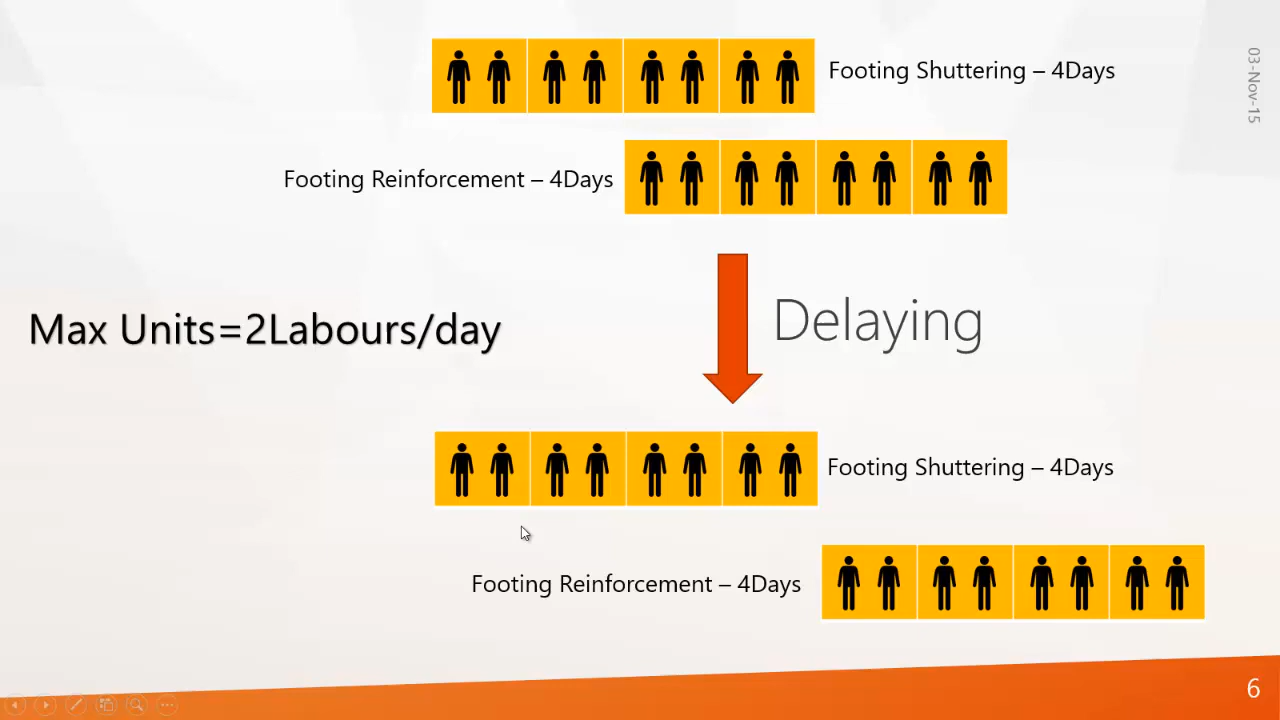 Footing Shuttering – 4Days
03-Nov-15
Footing Reinforcement – 4Days
Max Units=2Labours/day
Delaying
Footing Shuttering – 4Days
Footing Reinforcement – 4Days
6